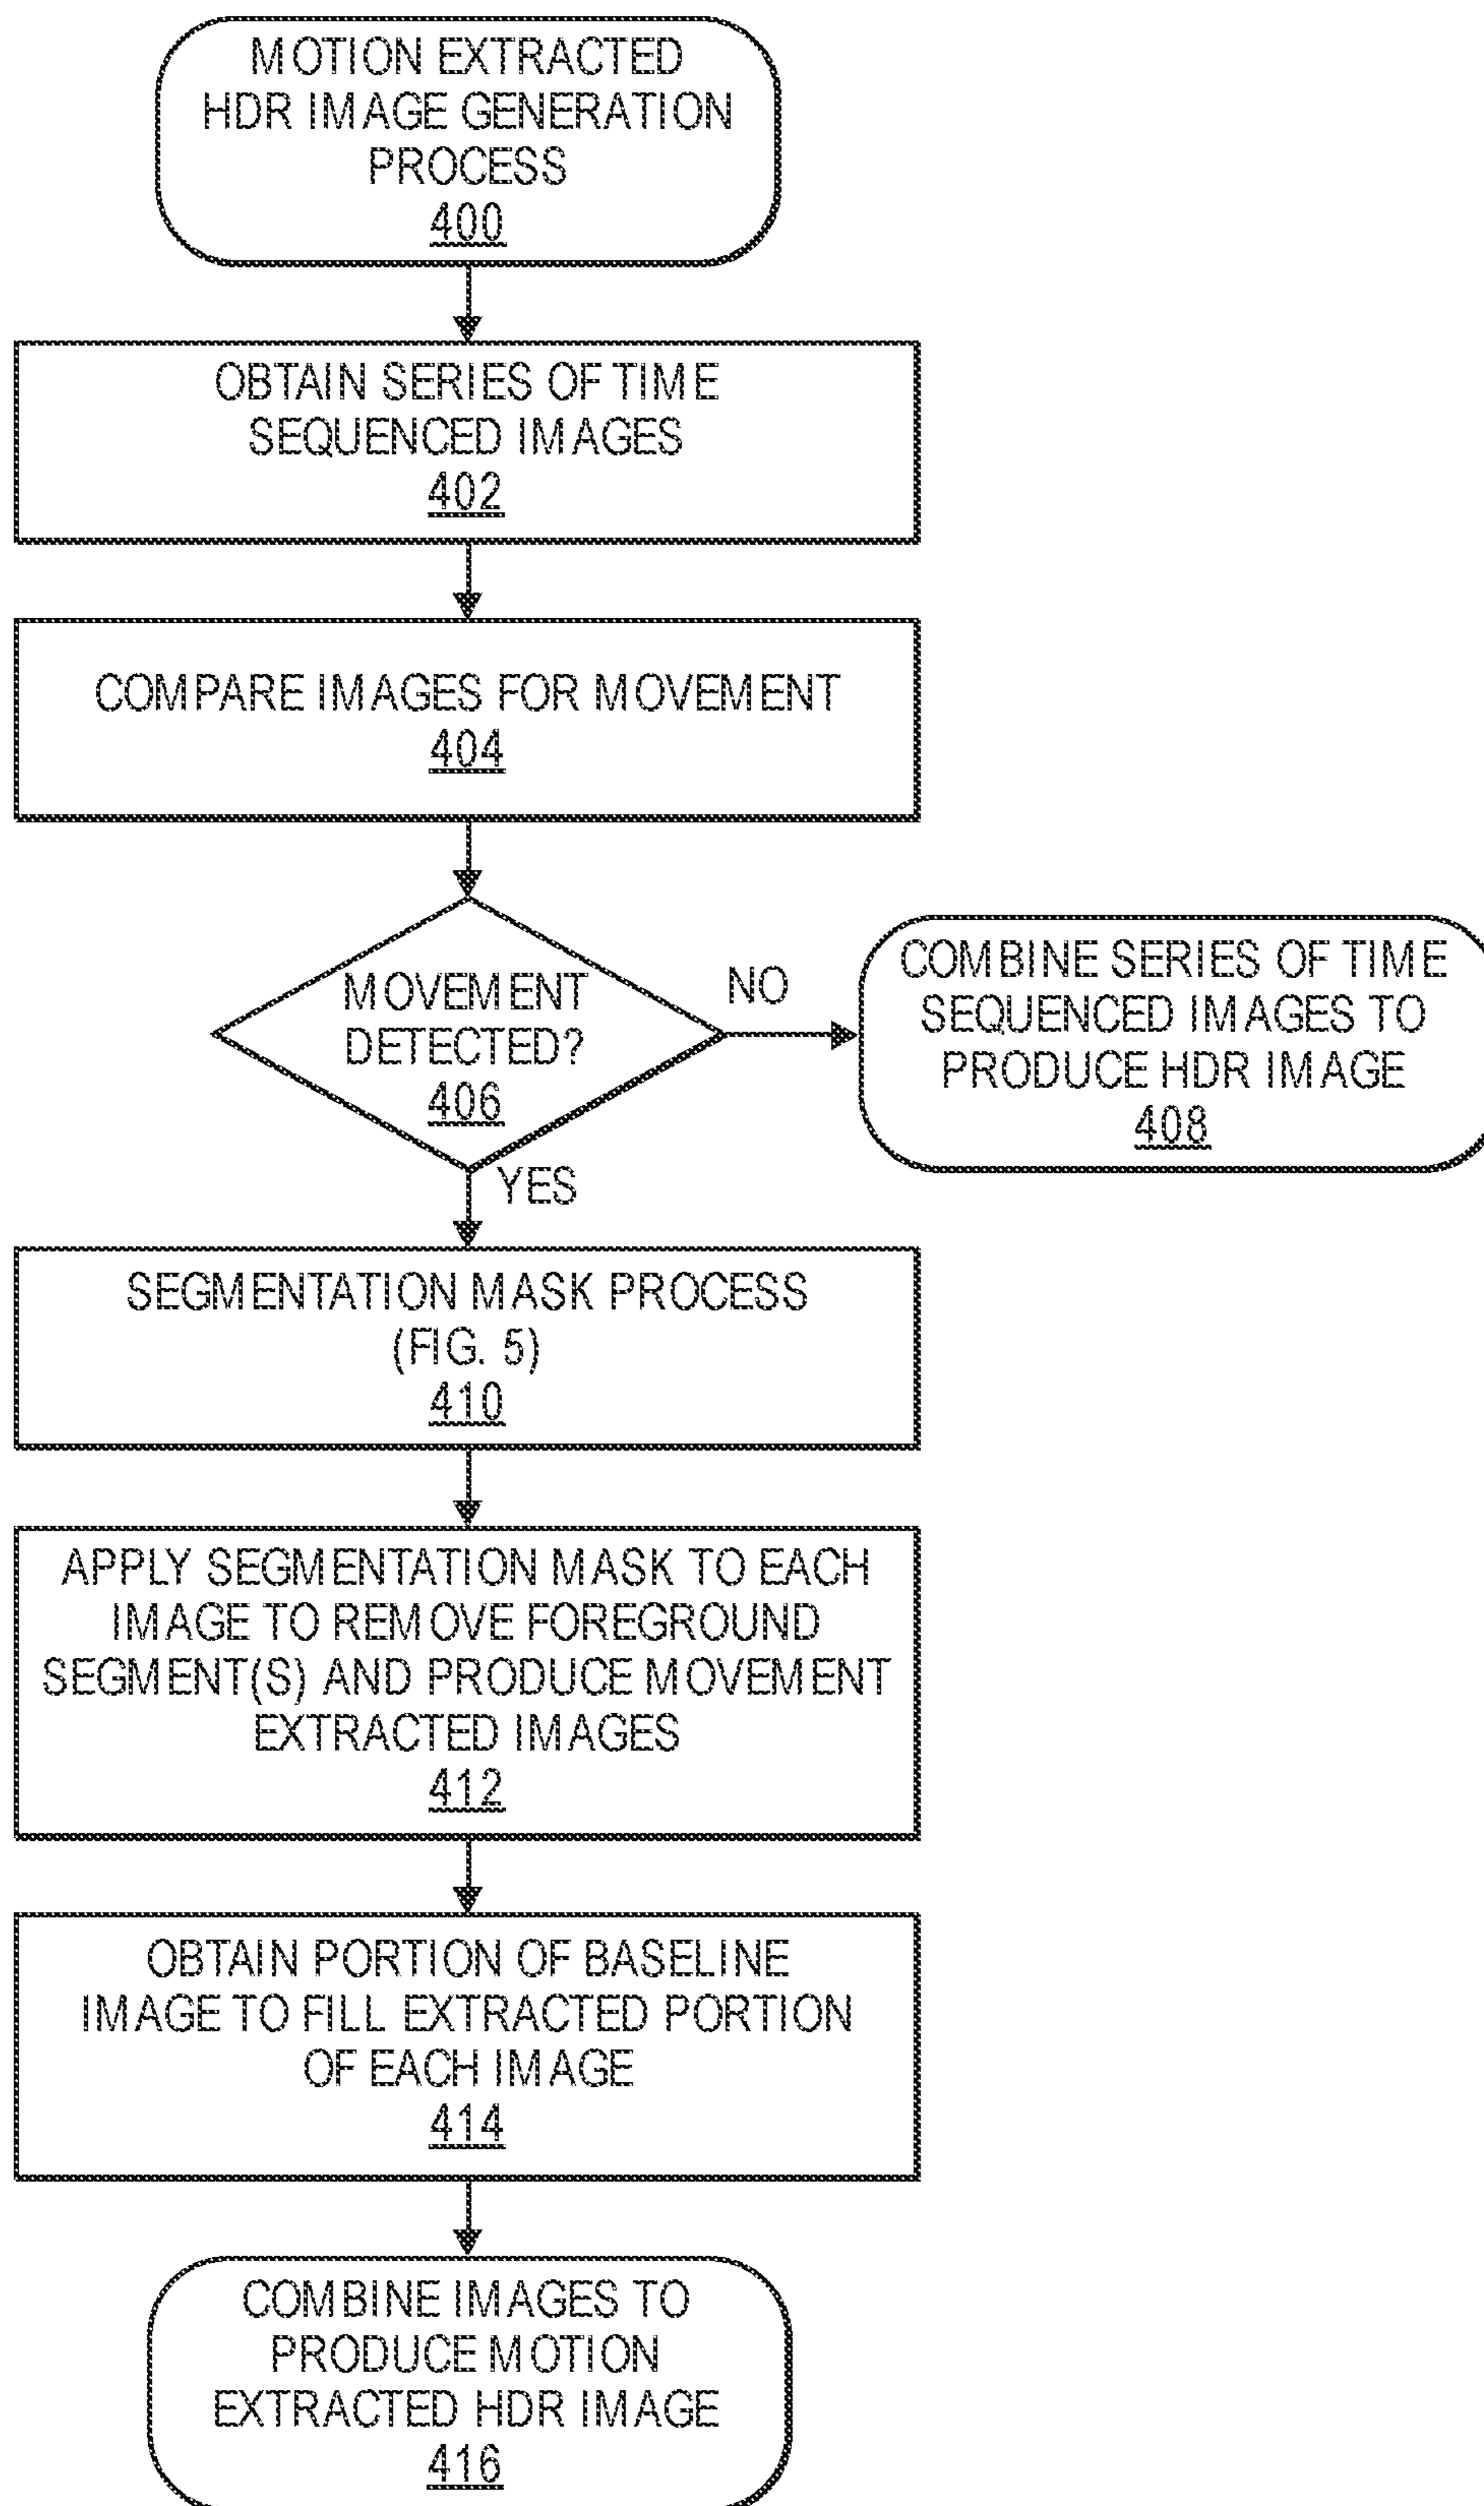 MOTION EXTRACTED
HDR IMAGE GENERATION
PROCESS
400
OBTAIN SERIES OF TIME
SEQUENCED IMAGES
402
COMPARE IMAGES FOR MOVEMENT
404
MOVEMENT
DETECTED?
406
NO
COMBINE SERIES OF TIME
SEQUENCED IMAGES TO
PRODUCE HDR IMAGE
408
YES
SEGMENTATION MASK PROCESS
(FIG. 5)
410
APPLY SEGMENTATION MASK TO EACH
IMAGE TO REMOVE FOREGROUND
SEGMENT(S) AND PRODUCE MOVEMENT
EXTRACTED IMAGES
412
OBTAIN PORTION OF BASELINE
IMAGE TO FILL EXTRACTED PORTION
OF EACH IMAGE
414
COMBINE IMAGES TO
PRODUCE MOTION
EXTRACTED HDR IMAGE
416